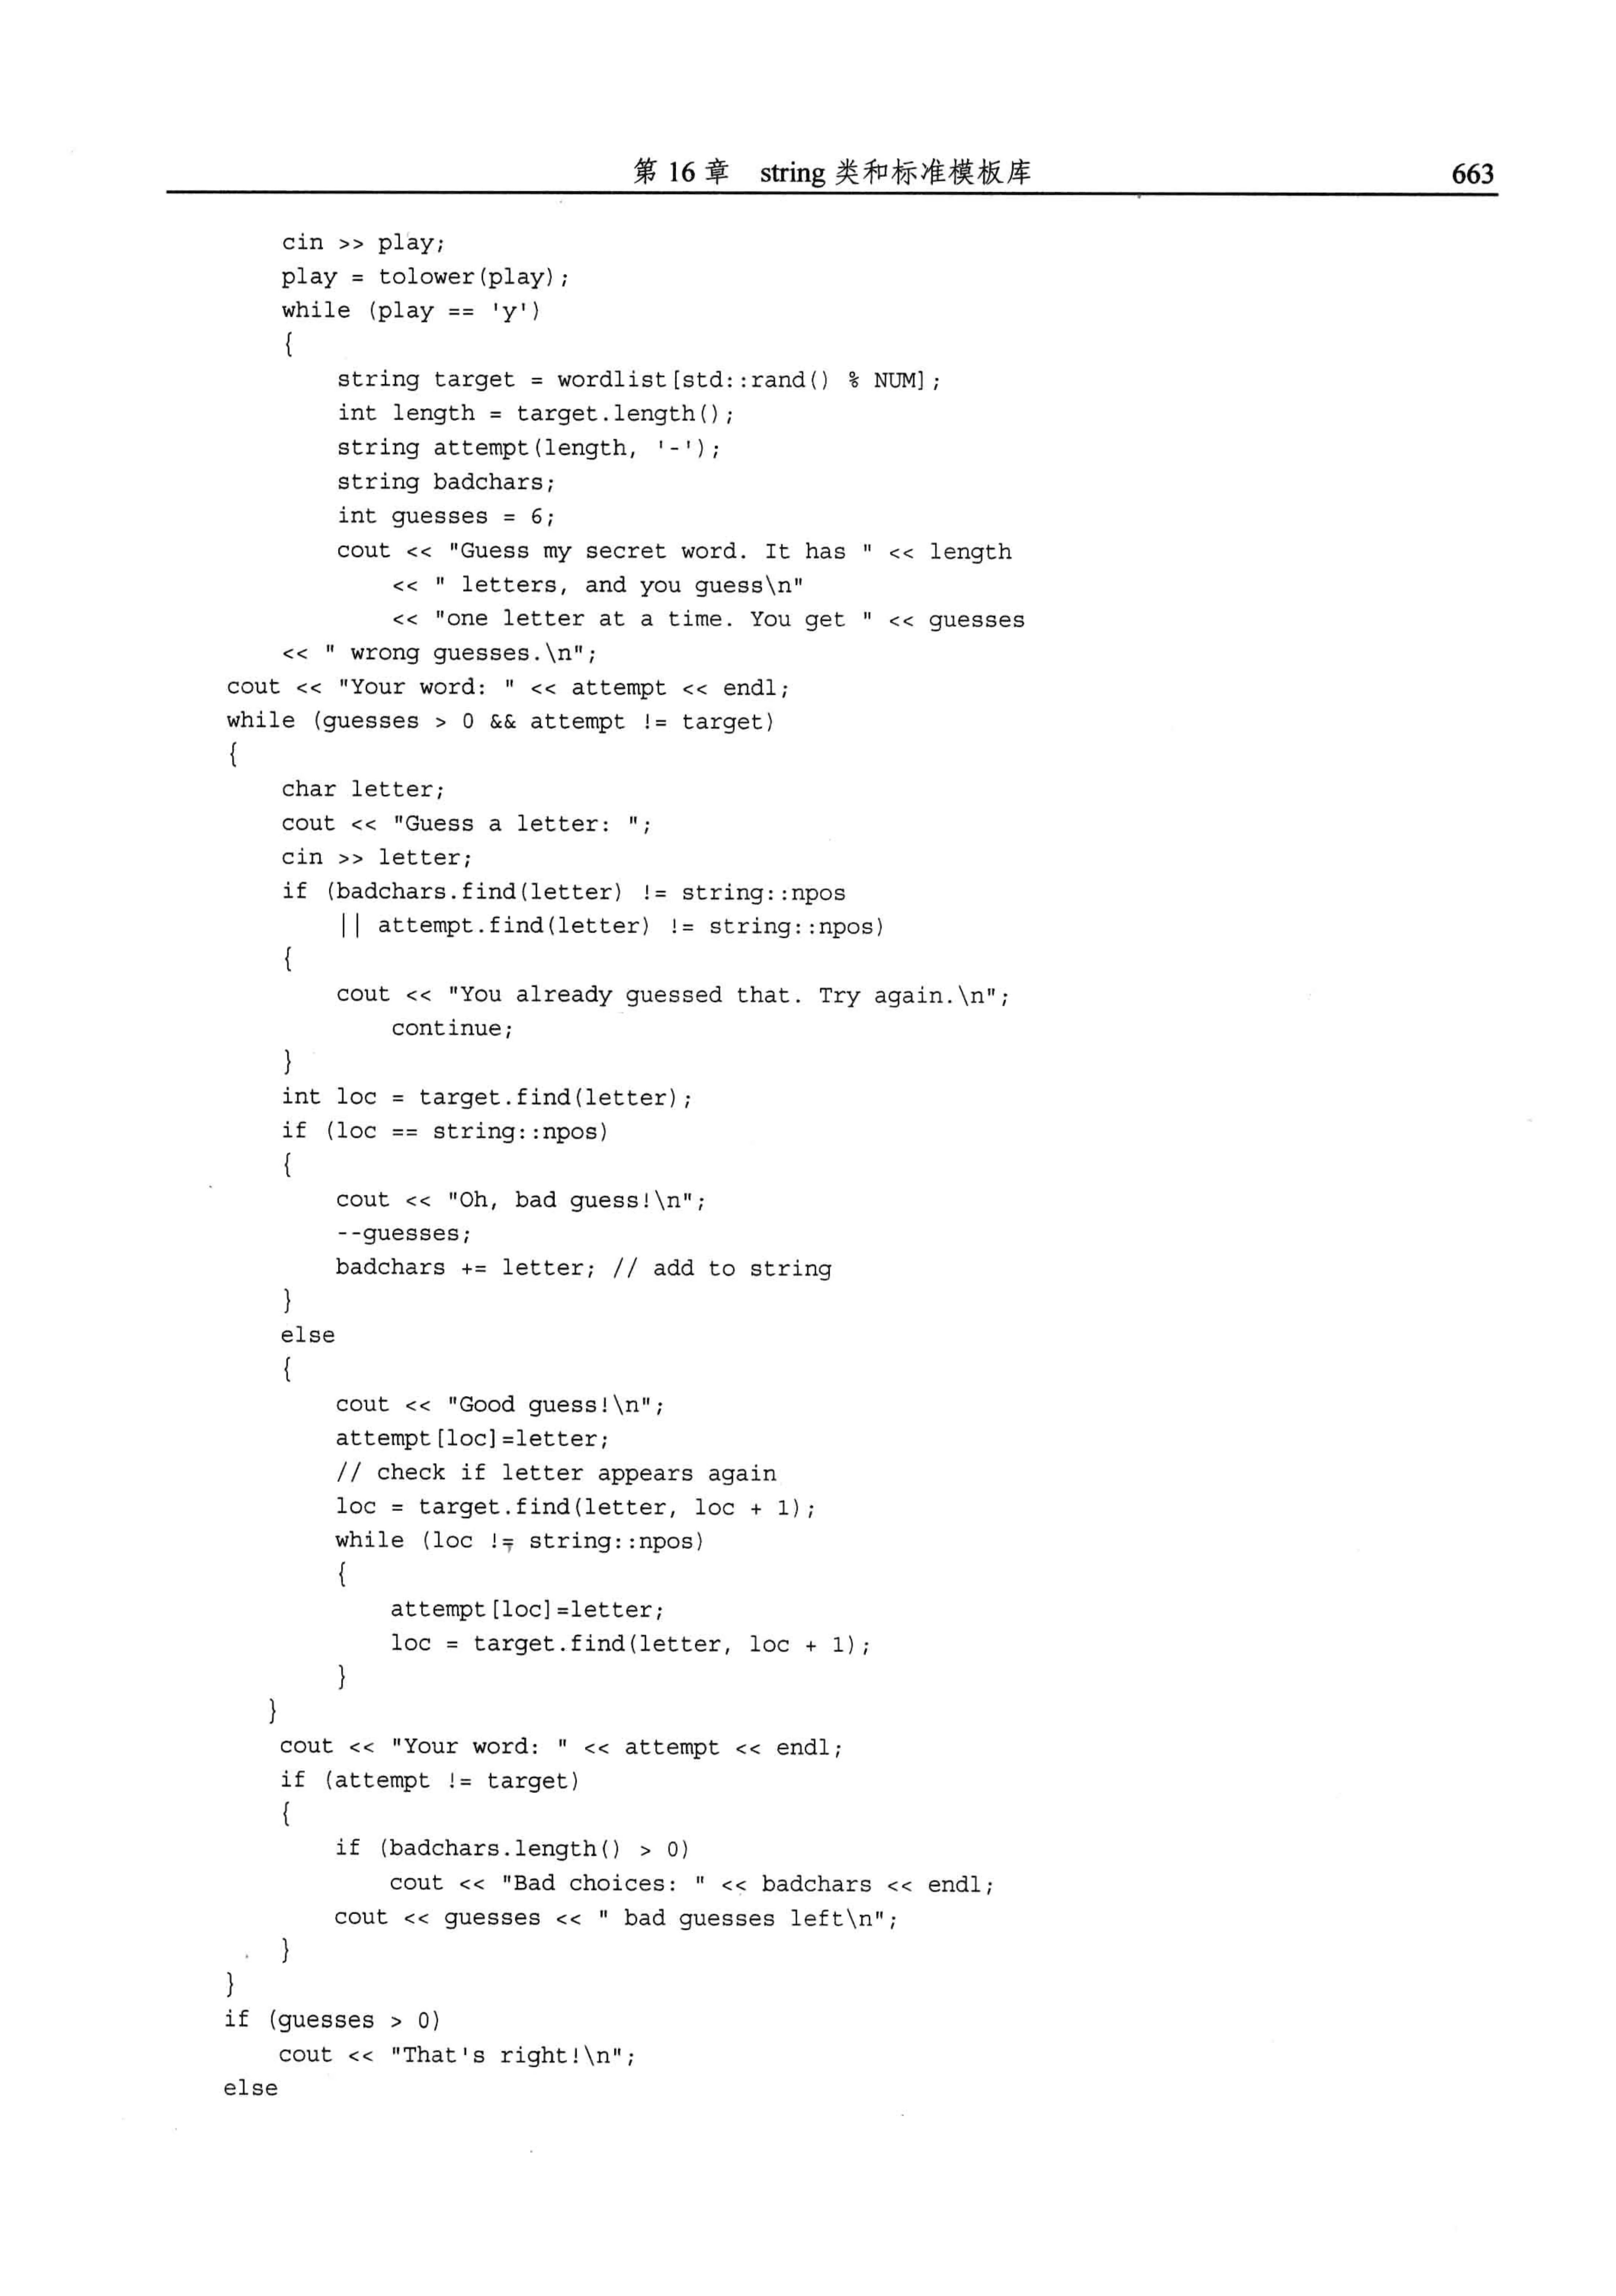 第 16 章 string 类和标准模板库 663
cin >> play;
play = tolower(play);
while (play == 'y')
{
string target = wordlist[std::rand() % NUM];
int length = target.length();
string attempt(length, '-');
string badchars;
int guesses = 6;
cout << "Guess my secret word. It has " << length
<< " letters, and you guess\n"
<< "one letter at a time. You get " << guesses
<< " wrong guesses.\n";
cout << "Your word: " << attempt << endl;
while (guesses > 0 && attempt != target)
{
char letter;
cout << "Guess a letter: ";
cin >> letter;
if (badchars.find(letter) != string::npos
|| attempt.find(letter) != string::npos)
{
cout << "You already guessed that. Try again.\n";
continue;
}
int loc = target.find(letter);
if (loc == string::npos)
{
cout << "Oh, bad guess!\n";
--guesses;
badchars += letter; // add to string
}
else
{
cout << "Good guess!\n";
attempt[loc]=letter;
// check if letter appears again
loc = target.find(letter, loc + 1);
while (loc != string::npos)
{
attempt[loc]=letter;
loc = target.find(letter, loc + 1);
}
}
cout << "Your word: " << attempt << endl;
if (attempt != target)
{
if (badchars.length() > 0)
cout << "Bad choices: " << badchars << endl;
cout << guesses << " bad guesses left\n";
}
}
if (guesses > 0)
cout << "That's right!\n";
else